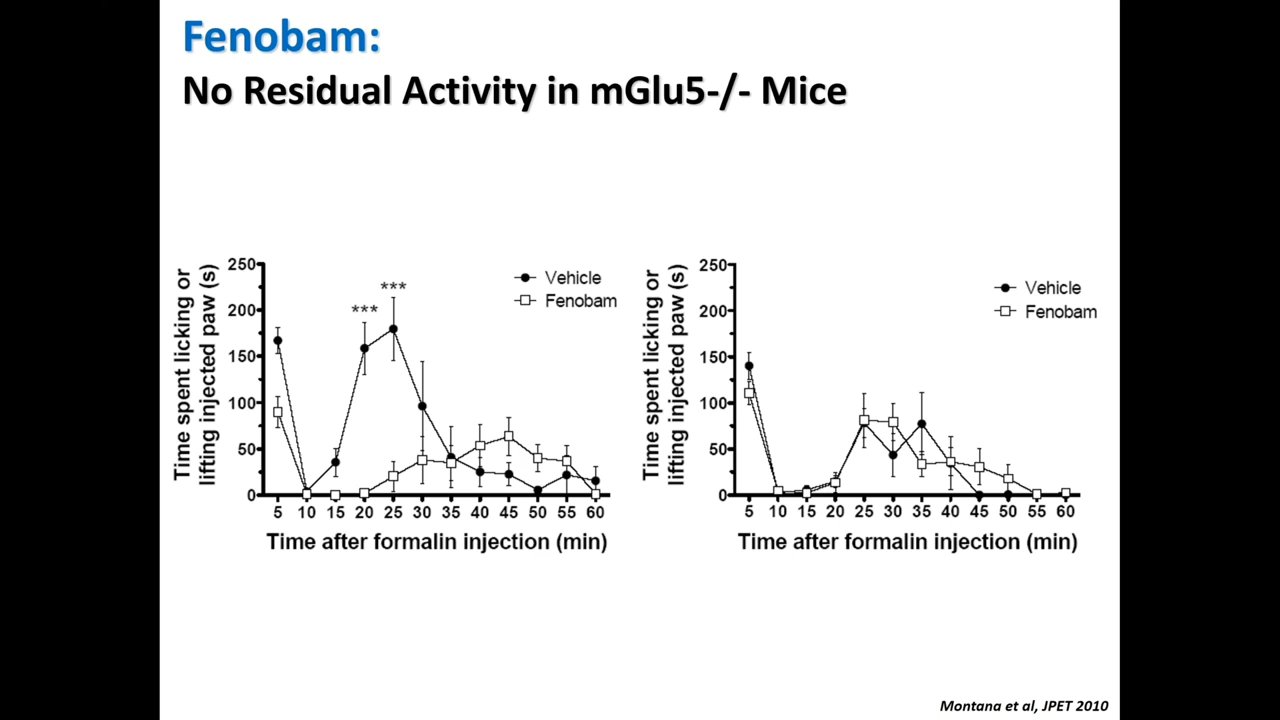 Fenobam:
No Residual Activity in mGlu5-/- Mice
Time spent licking or
lifting injected paw (s)
250
200
150
100
50
0
***
***
Vehicle
Fenobam
5 10 15 20 25 30 35 40 45 50 55 60
Time after formalin injection (min)
Time spent licking or
lifting injected paw (s)
250
200
150
100
50
0
Vehicle
Fenobam
5 10 15 20 25 30 35 40 45 50 55 60
Time after formalin injection (min)
Montana et al, JPET 2010